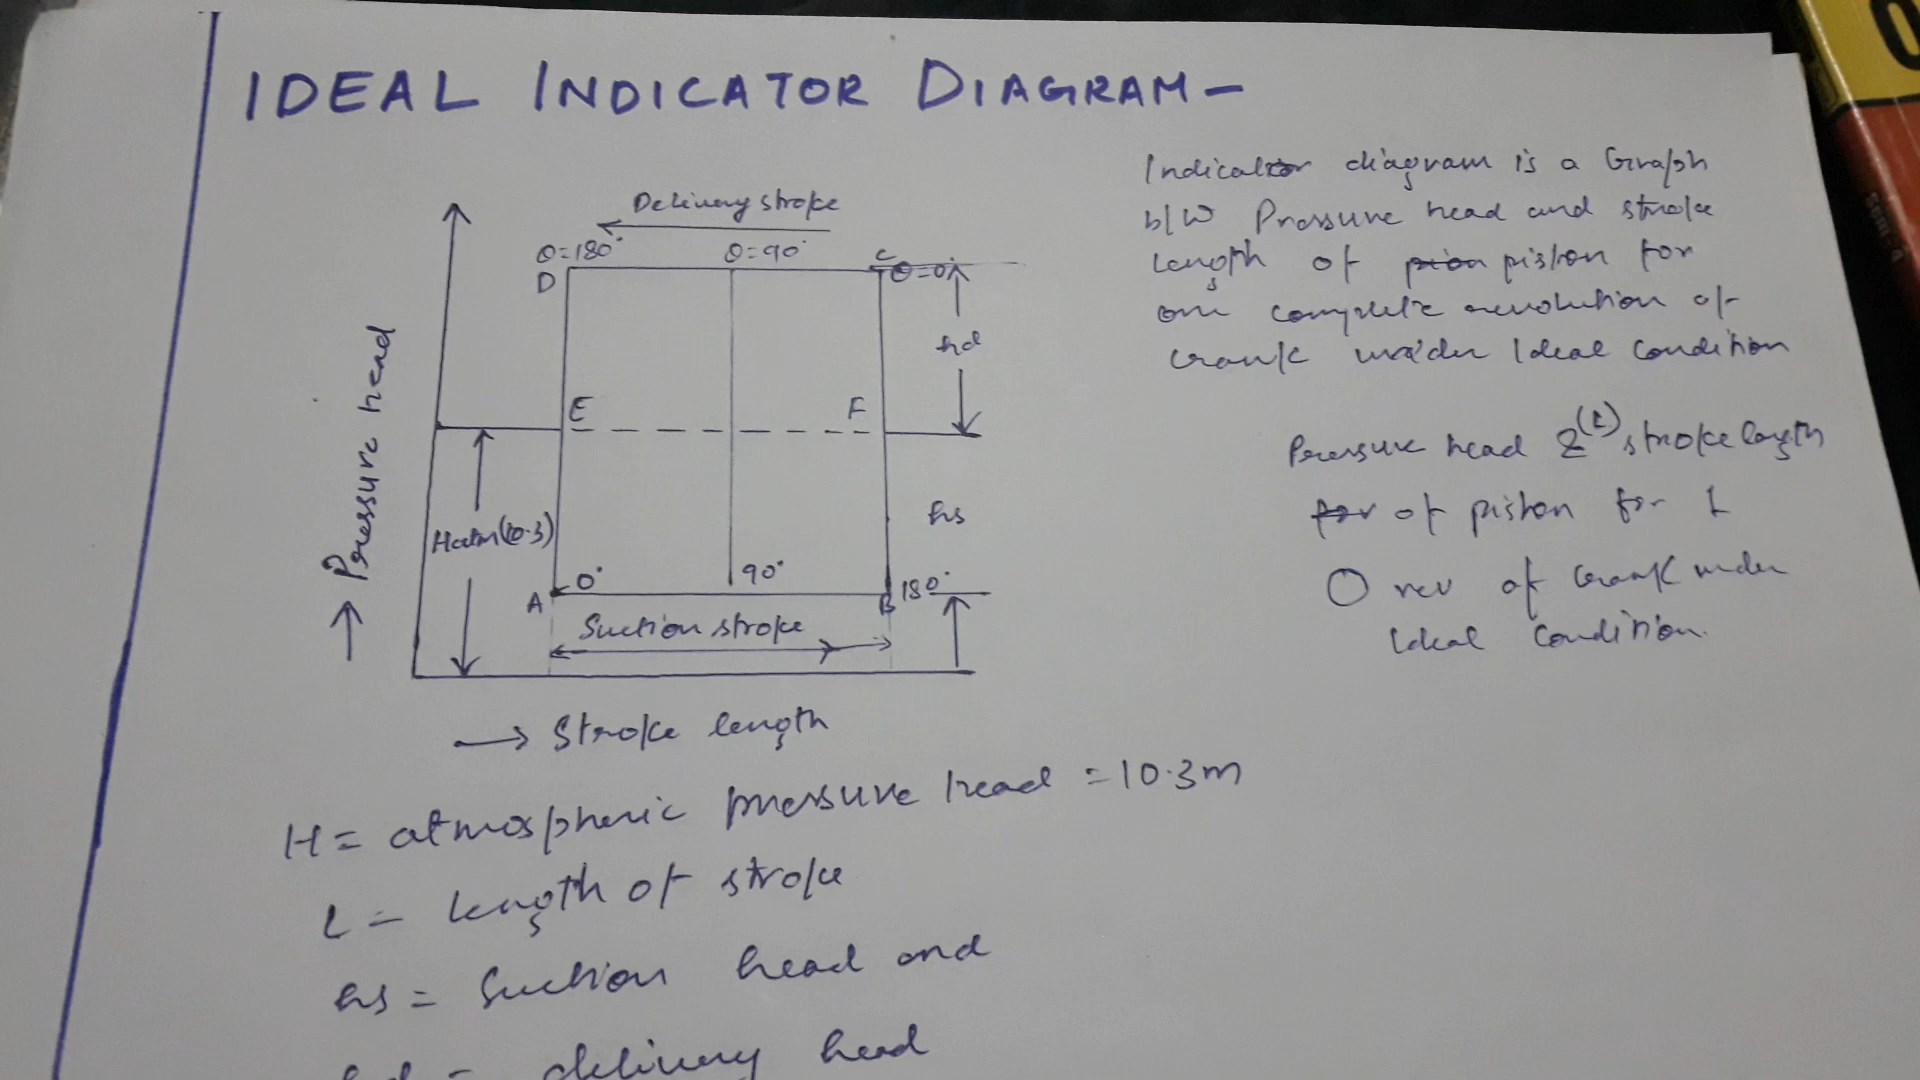 IDEAL INDICATOR DIAGRAM-
Indicator diagram is a Graph
b/w Pressure head and stroke
length of piston for
one complete revolution of
crank under Ideal condition
Pressure head & (L) stroke length
of piston for 1
rev of crank under
Ideal Condition.
Delivery stroke
θ=180°
θ=90°
C
θ=0°
D
hd
Pressure head
E
F
Hatm(10.3)
hs
0°
90°
180°
A
B
Suction stroke
→ Stroke length
H= atmospheric pressure head =10.3m
L= length of stroke
hs = Suction head and
hd = delivery head